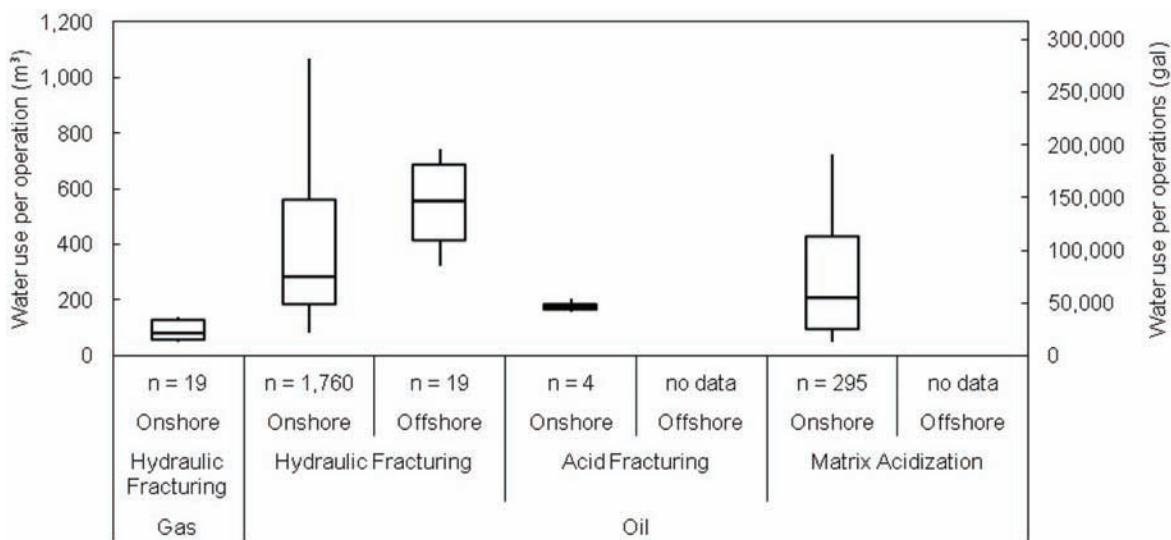 Water use per operation (m³)
1,200
1,000
800
600
400
200
0
300,000
250,000
200,000
150,000
100,000
50,000
0
Water use per operations (gal)
n = 19 n = 1,760 n = 19 n = 4 no data n = 295 no data
Onshore Onshore Offshore Onshore Offshore Onshore Offshore
Hydraulic Fracturing Hydraulic Fracturing Acid Fracturing Matrix Acidization
Gas Oil